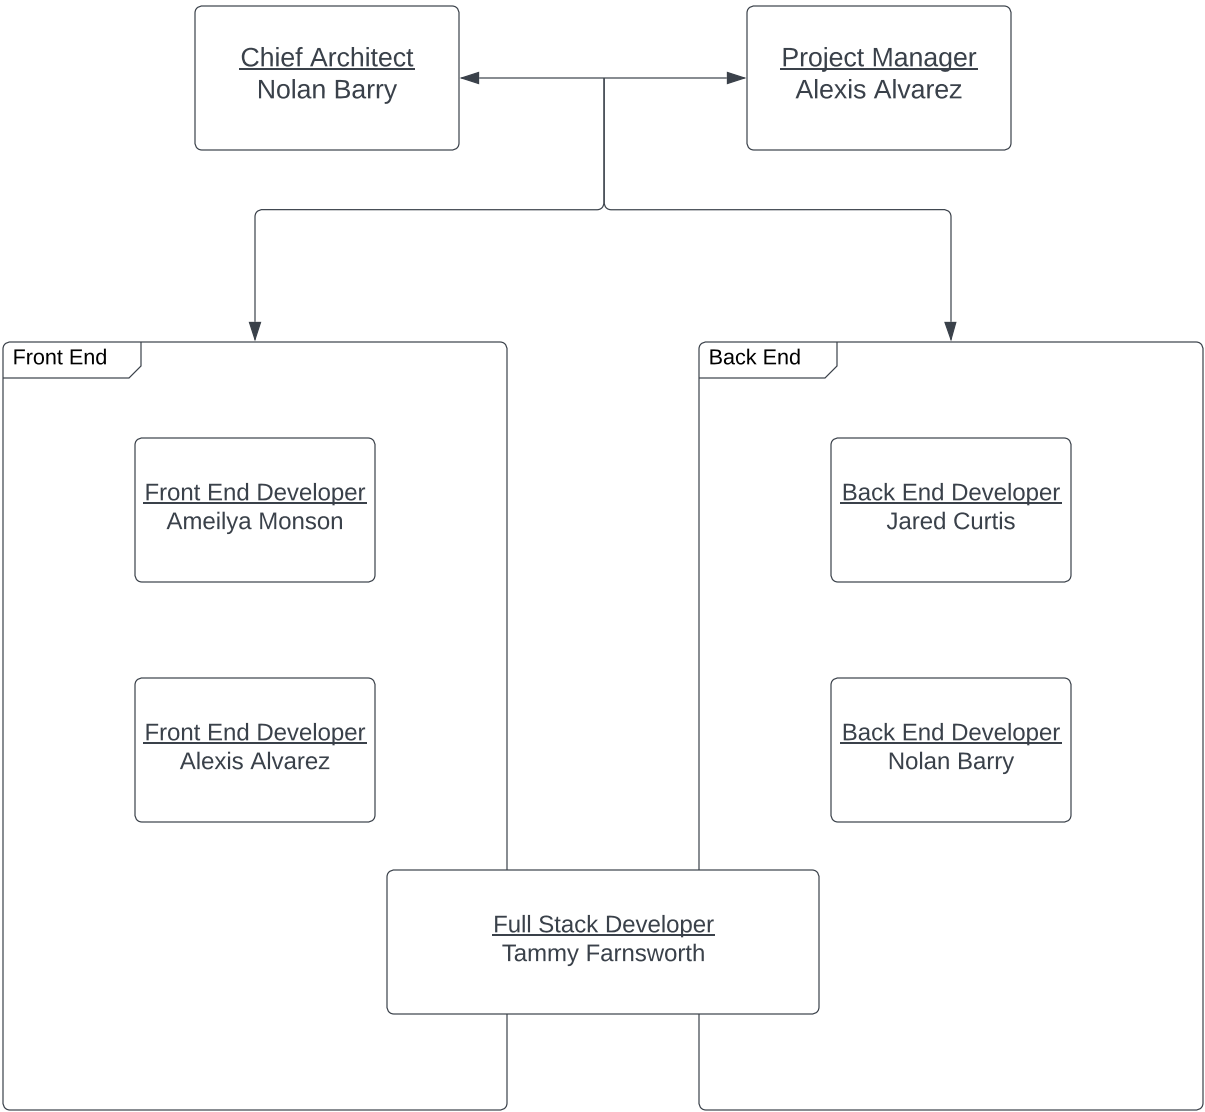 Chief Architect
Nolan Barry
Project Manager
Alexis Alvarez
Front End
Front End Developer
Ameilya Monson
Front End Developer
Alexis Alvarez
Back End
Back End Developer
Jared Curtis
Back End Developer
Nolan Barry
Full Stack Developer
Tammy Farnsworth